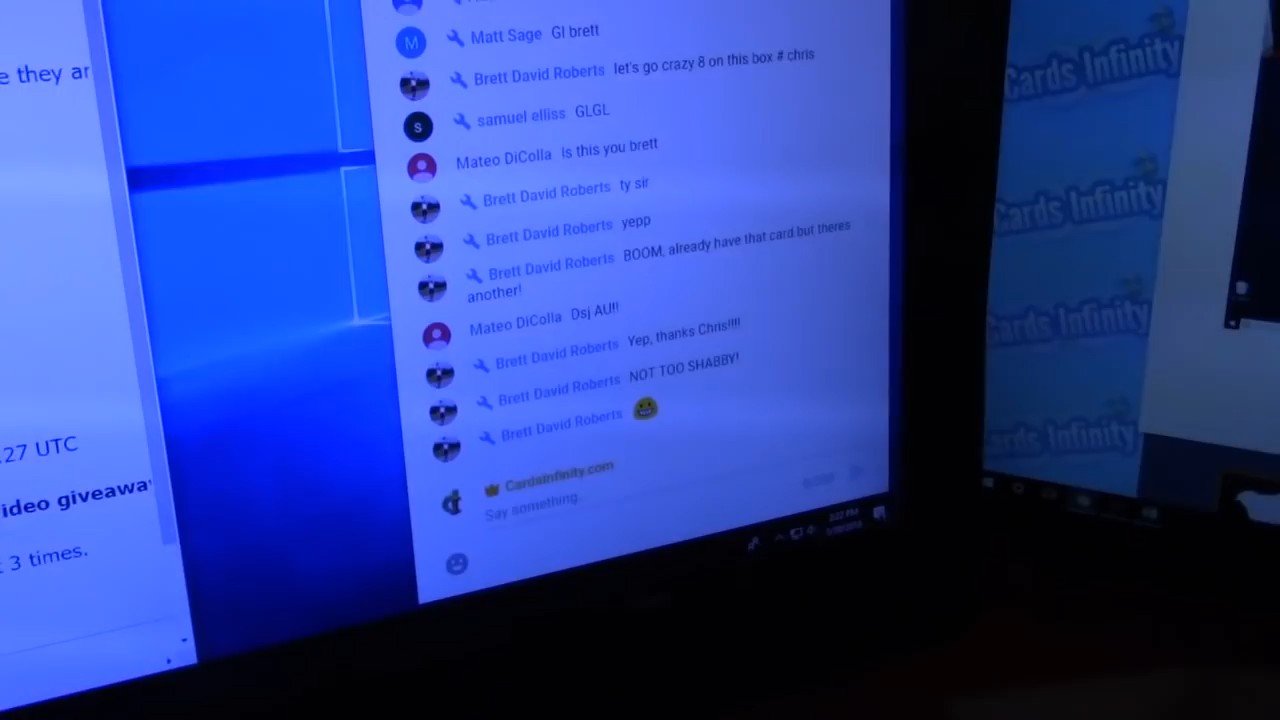 e they ar
Matt Sage Gl brett
Brett David Roberts let's go crazy 8 on this box # chris
samuel elliss GLGL
Mateo DiColla Is this you brett
Brett David Roberts ty sir
Brett David Roberts yepp
Brett David Roberts BOOM, already have that card but theres
another!
Mateo DiColla Dsj AU!!
Brett David Roberts Yep, thanks Chris!!!!
Brett David Roberts NOT TOO SHABBY!
Brett David Roberts
CardsInfinity.com
Say something...
:27 UTC
ideo giveawa
3 times.
M
S
Cards Infinity
Cards Infinity
Cards Infinity
ards Infinity